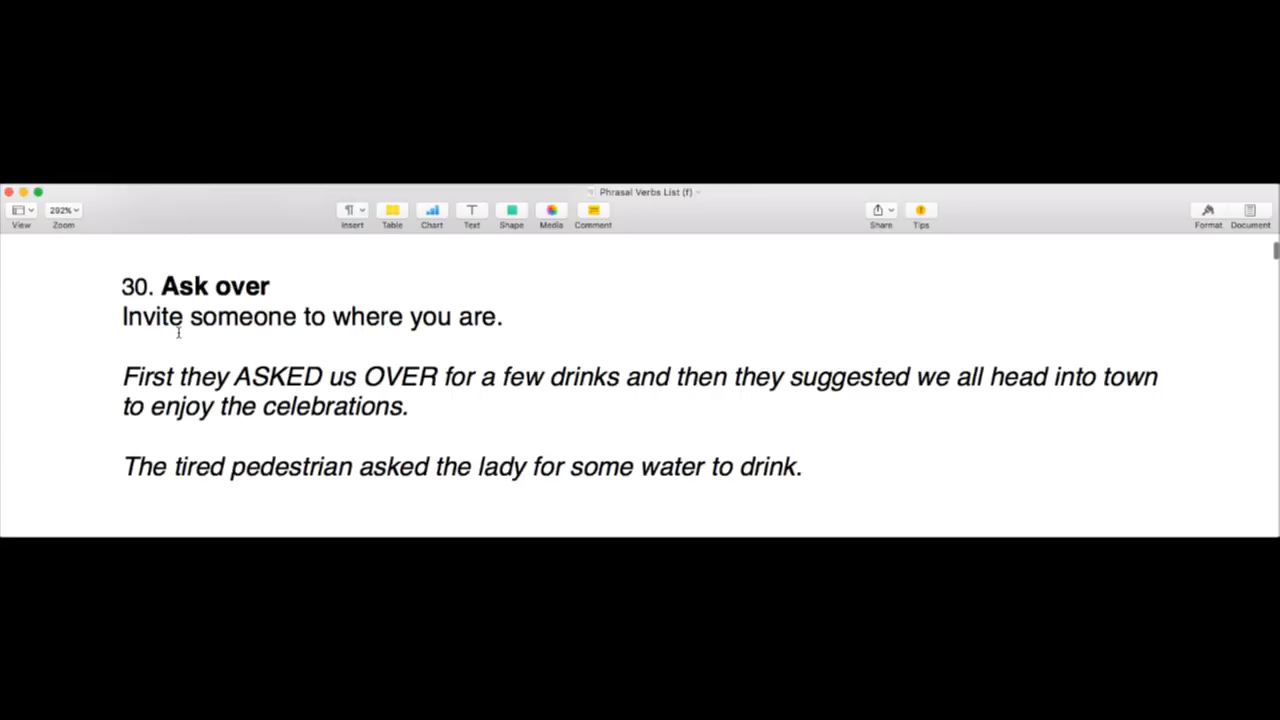 Phrasal Verbs List (f)
292%
View Zoom Insert Table Chart Text Shape Media Comment Share Tips Format Document
30. Ask over
Invite someone to where you are.
First they ASKED us OVER for a few drinks and then they suggested we all head into town
to enjoy the celebrations.
The tired pedestrian asked the lady for some water to drink.